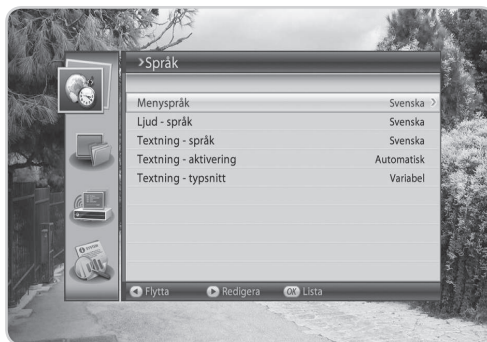 >Språk
Menyspråk Svenska >
Ljud - språk Svenska
Textning - språk Svenska
Textning - aktivering Automatisk
Textning - typsnitt Variabel
Flytta Redigera OK Lista